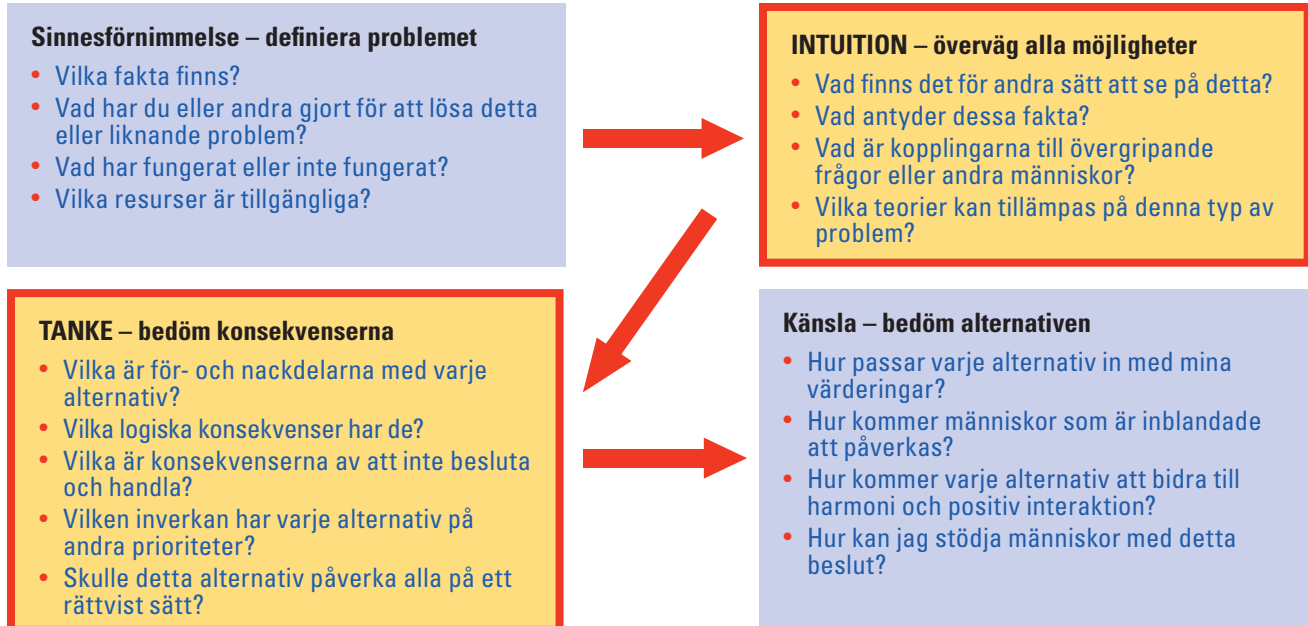 Sinnesförnimmelse – definiera problemet
• Vilka fakta finns?
• Vad har du eller andra gjort för att lösa detta
eller liknande problem?
• Vad har fungerat eller inte fungerat?
• Vilka resurser är tillgängliga?
INTUITION – överväg alla möjligheter
• Vad finns det för andra sätt att se på detta?
• Vad antyder dessa fakta?
• Vad är kopplingarna till övergripande
frågor eller andra människor?
• Vilka teorier kan tillämpas på denna typ av
problem?
TANKE – bedöm konsekvenserna
• Vilka är för- och nackdelarna med varje
alternativ?
• Vilka logiska konsekvenser har de?
• Vilka är konsekvenserna av att inte besluta
och handla?
• Vilken inverkan har varje alternativ på
andra prioriteter?
• Skulle detta alternativ påverka alla på ett
rättvist sätt?
Känsla – bedöm alternativen
• Hur passar varje alternativ in med mina
värderingar?
• Hur kommer människor som är inblandade
att påverkas?
• Hur kommer varje alternativ att bidra till
harmoni och positiv interaktion?
• Hur kan jag stödja människor med detta
beslut?